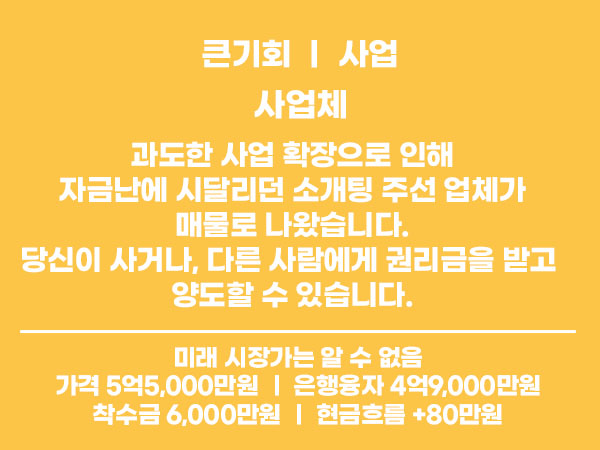 큰기회 | 사업
사업체
과도한 사업 확장으로 인해
자금난에 시달리던 소개팅 주선 업체가
매물로 나왔습니다.
당신이 사거나, 다른 사람에게 권리금을 받고
양도할 수 있습니다.
미래 시장가는 알 수 없음
가격 5억5,000만원 | 은행융자 4억9,000만원
착수금 6,000만원 | 현금흐름 +80만원